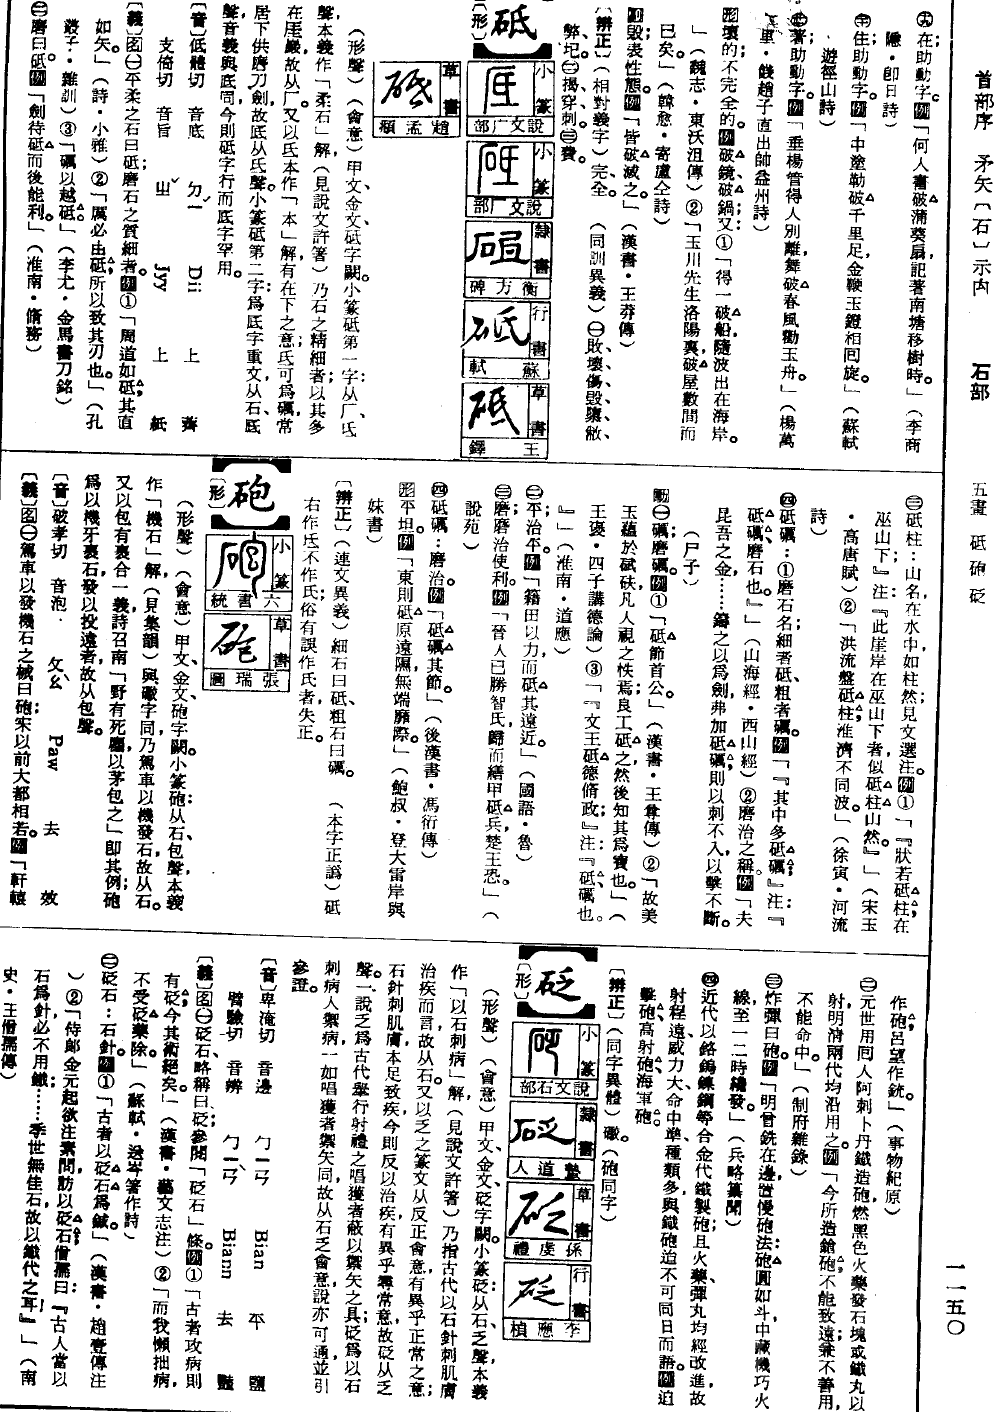 首部序 矛矢〔石〕示内 石部 五畫 砥 砲 砭 一一五〇
在助動字。例「何人書破蒲葵扇,記著南塘移樹時。」(李商
隱・即日詩)
住助動字。例「中塗勒破千里足,金鞭玉鐙相囘旋。」(蘇軾
・遊徑山詩)
著助動字。例「垂楊管得人別離,舞破春風勸玉舟。」(楊萬
里・餞趙子直出帥益州詩)
形壞的;不完全的。例破鏡;破鍋;又①「得一破船,隨波出在海岸。
」(魏志・東沃沮傳)②「玉川先生洛陽裏,破屋數間而
已矣。」(韓愈・寄盧仝詩)
副毀表性態。例「皆破滅之。」(漢書・王莽傳)
〔辨正〕(相對義字)完全。 (同訓異義)㊀敗壞傷毀隳敝
弊圮。㊁揭穿刺。㊂費。
〔形〕
砥
小篆 說文广部
小篆 說文广部
隸書 衡方碑
行書 蘇軾
草書 王鐸
草書 趙孟頫
(形聲)(會意)甲文、金文砥字闕。小篆砥第一字:从厂、氐
聲,本義作「柔石」解(見說文許箸)乃石之精細者;以其多
在厓巖,故从厂。又以氐本作「本」解,有在下之意,氐可爲礪,常
居下供磨刀劍,故厎从氐聲。小篆砥第二字:爲厎字重文,从石、氐
聲,音義與厎同。今則砥字行而厎字罕用。
〔音〕低體切 音底 ㄉㄧˇ Dii 上 薺
支倚切 音旨 ㄓˇ Jyy 上 紙
〔義〕名㊀平柔之石曰砥;磨石之質細者。例①「周道如砥,其直
如矢。」(詩・小雅)②「厲必由砥,所以致其刃也。」(孔
叢子・雜訓)③「礪以越砥。」(李尤・金馬書刀銘)
㊁磨曰砥。例「劍待砥而後能利。」(淮南・脩務)
㊂砥柱:山名,在水中如柱然;見文選注。例①「『狀若砥柱,在
巫山下』注『此崖岸在巫山下者,似砥柱山然。』」(宋玉
・高唐賦)②「洪流盤砥柱,淮濟不同波。」(徐寅・河流
詩)
㊃砥礪:①磨石名;細者砥,粗者礪。例「『其中多砥礪』注:『
砥礪,磨石也。』」(山海經・西山經)②磨治之稱。例「夫
昆吾之金……鑄之以爲劍,弗加砥礪,則以刺不入,以擊不斷。
(尸子)
動㊀礪;磨礪。例①「砥節首公。」(漢書・王尊傳)②「故美
玉蘊於碔砆,凡人視之怢焉;良工砥之,然後知其爲寶也。」(
王襃・四子講德論)③「『文王砥德脩政』注:『砥,礪也。
』」(淮南・道應)
㊁平治;平。例「籍田以力,而砥其遠近。」(國語・魯)
㊂磨;磨治使利。例「晉人已勝智氏,歸而繕甲砥兵,楚王恐。」(
說苑)
㊃砥礪:磨治。例「砥礪其節。」(後漢書・馮衍傳)
形平坦。例「東則砥原遠隰,無端靡際。」(鮑叔・登大雷岸與
妹書)
〔辨正〕(連文異義)細石曰砥,粗石曰礪。 (本字正譌)砥
右作氐,不作氏,俗有誤作氏者失正。
〔形〕
砲
小篆 六書統
草書 張瑞圖
(形聲)(會意)甲文、金文砲字闕。小篆砲:从石、包聲,本義
作「機石」解(見集韻)與礮字同,乃駕車以機發石,故从石。
又以包有裹合一義,詩召南「野有死麕,以茅包之」即其例;砲
爲以機牙裹石發以投遠者,故从包聲。
〔音〕破孝切 音泡 ㄆㄠˋ Paw 去 效
〔義〕名㊀駕車以發機石之械曰砲;宋以前大都相若。例「軒轅
作砲,呂望作銃。」(事物紀原)
㊁元世用囘人阿刺卜丹鐵造砲,燃黑色火藥發石塊或鐵丸以
射,明清兩代均沿用之。例「今所造鎗砲,不能致遠,兼不善用,
不能命中。」(制府雜錄)
㊂炸彈曰砲。例「明曾銑在邊,置慢砲;法砲圓如斗,中藏機巧,火
線至一二時纔發。」(兵略纂聞)
㊃近代以鉻鎢錬鋼等合金代鐵製砲,且火藥彈丸均經改進,故
射程遠,威力大,命中準,種類多,與鐵砲迨不可同日而語。例迫
擊砲;高射砲;海軍砲。
〔辨正〕(同字異體)礮。(砲同字)
〔形〕
砭
小篆 說文石部
隸書 墊道人
草書 孫虔禮
行書 李應楨
(形聲)(會意)甲文、金文、砭字闕。小篆砭:从石、乏聲,本義
作「以石刺病」解(見說文許箸)乃指古代以石針刺肌膚
治疾而言,故从石。又以乏之篆文从反正會意,有異乎正常之意;
石針刺肌膚本足致疾,今則反以治疾,有異乎尋常意,故砭从乏
聲。一說乏爲古代舉行射禮之唱獲者蔽以禦矢之具;砭爲以石
刺病人禦病,一如唱獲者禦矢同,故从石乏會意,說亦可通,並引
參證。
〔音〕卑淹切 音邊 ㄅㄧㄢ Bian 平 鹽
臂驗切 音辨 ㄅㄧㄢˋ Biann 去 豔
〔義〕名㊀砭石略稱曰砭;參閱「砭石」條。例①「古者攻病則
有砭,今其術絕矣。」(漢書・藝文志注)②「而我懶拙病,
不受砭藥除。」(蘇軾・送岑著作詩)
㊁砭石:石針。例①「古者以砭石爲鍼。」(漢書・趙壹傳注
)②「侍郎金元起欲注素問,訪以砭石,僧孺曰:『古人當以
石爲針,必不用鐵……季世無佳石,故以鐵代之耳』」(南
史・王僧孺傳)